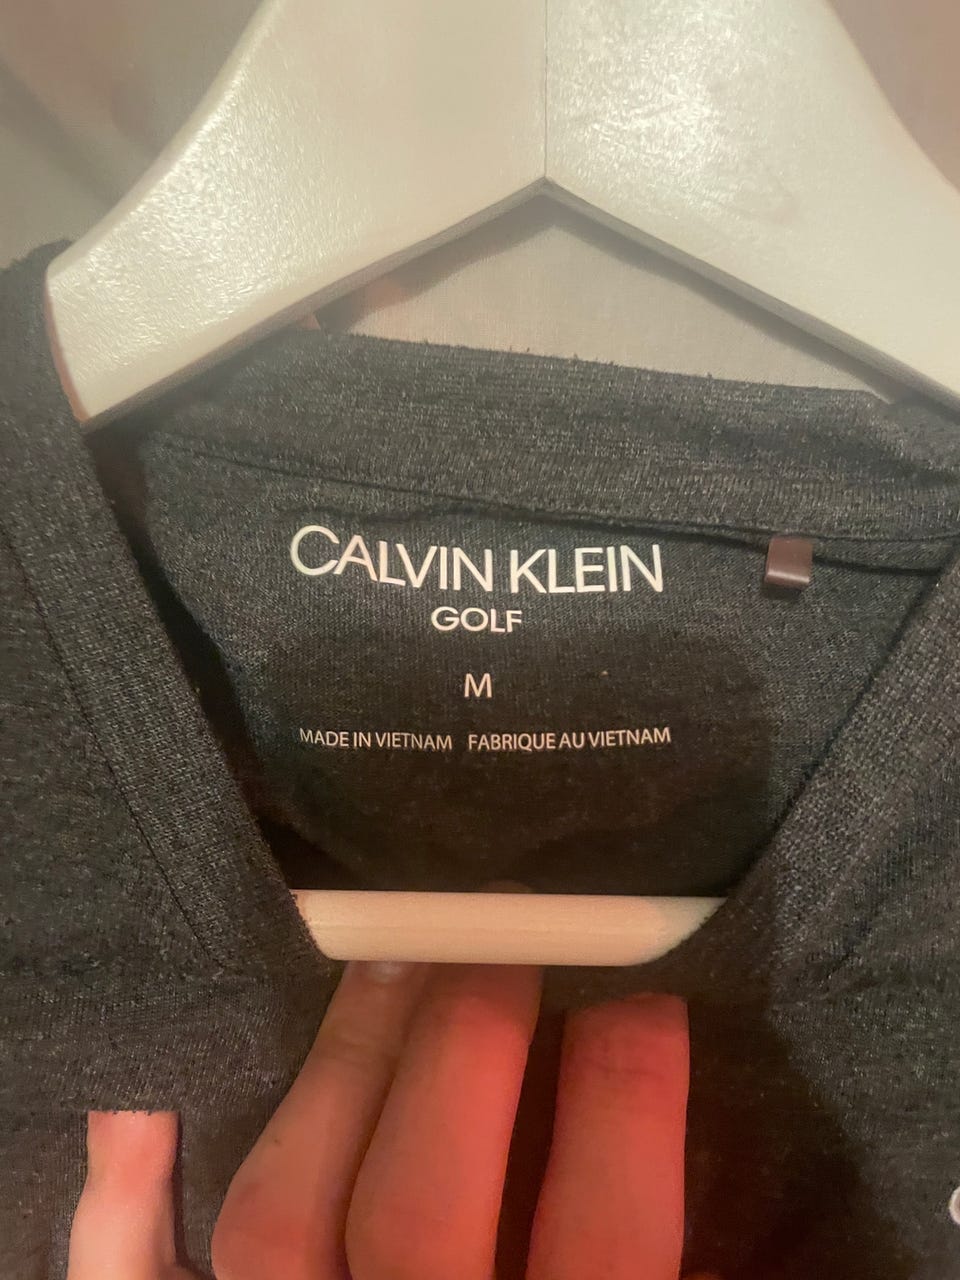 CALVIN KLEIN
GOLF
M
MADE IN VIETNAM FABRIQUE AU VIETNAM